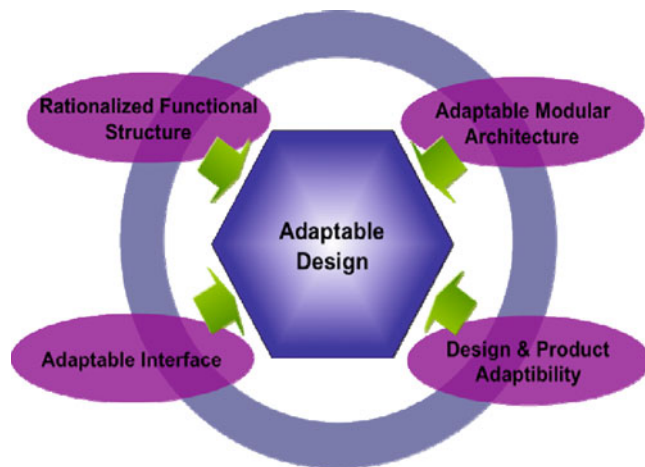 Rationalized Functional
Structure
Adaptable Modular
Architecture
Adaptable
Design
Adaptable Interface
Design & Product
Adaptibility